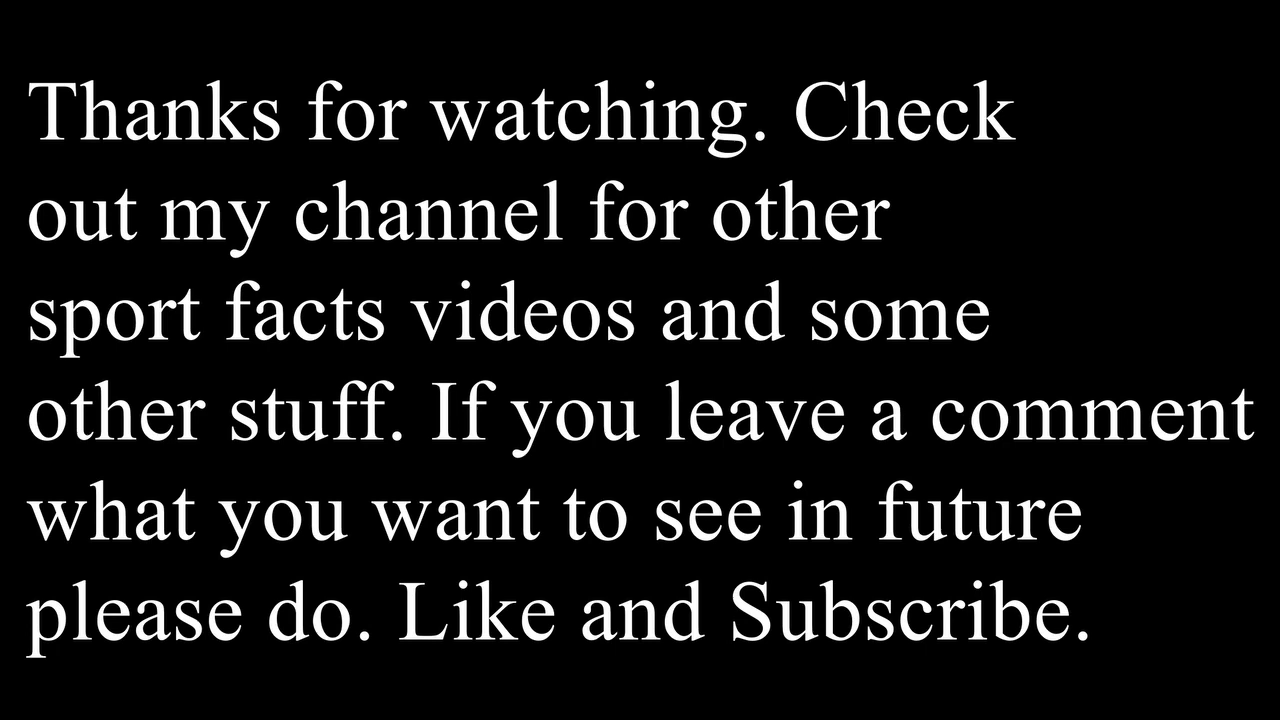 Thanks for watching. Check
out my channel for other
sport facts videos and some
other stuff. If you leave a comment
what you want to see in future
please do. Like and Subscribe.